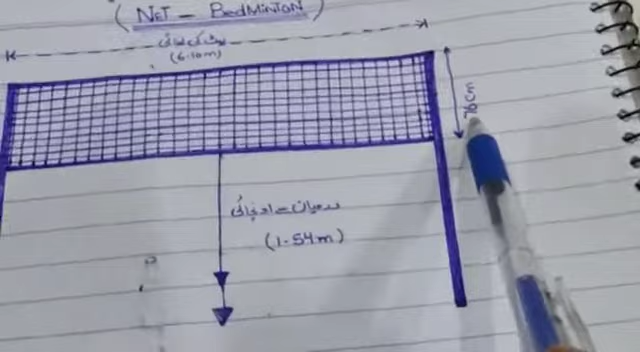 (NET - BEDMINTON)
نیٹ کی لمبائی
(6.10m)
76cm
درمیان سے اونچائی
(1.54m)